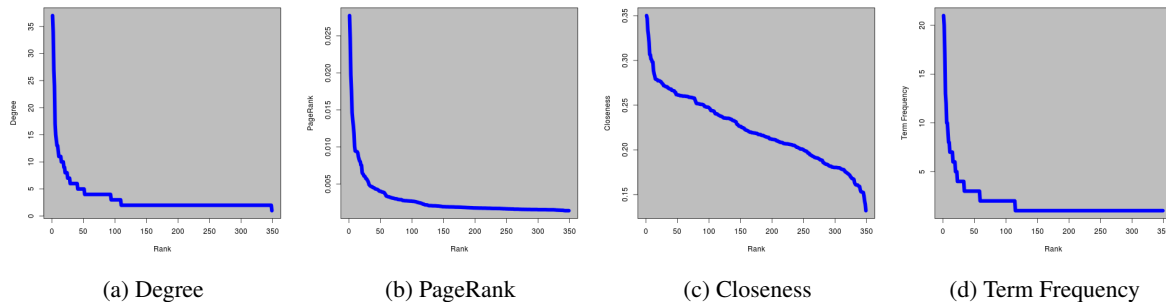 35
30
25
20
15
10
5
0
Degree
0 50 100 150 200 250 300 350
Rank
(a) Degree
0.025
0.020
0.015
0.010
0.005
PageRank
0 50 100 150 200 250 300 350
Rank
(b) PageRank
0.35
0.30
0.25
0.20
0.15
Closeness
0 50 100 150 200 250 300 350
Rank
(c) Closeness
20
15
10
5
Term Frequency
0 50 100 150 200 250 300 350
Rank
(d) Term Frequency